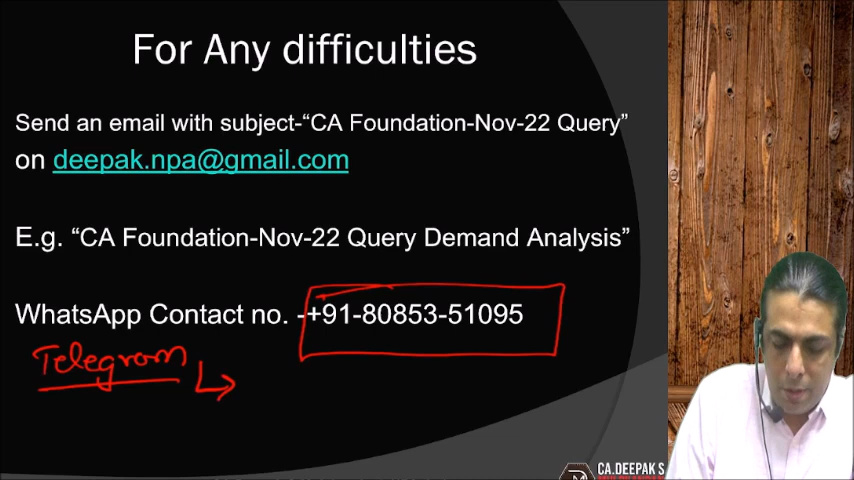 For Any difficulties
Send an email with subject-“CA Foundation-Nov-22 Query”
on deepak.npa@gmail.com
E.g. “CA Foundation-Nov-22 Query Demand Analysis”
WhatsApp Contact no. -+91-80853-51095
Telegram
CA.DEEPAK S